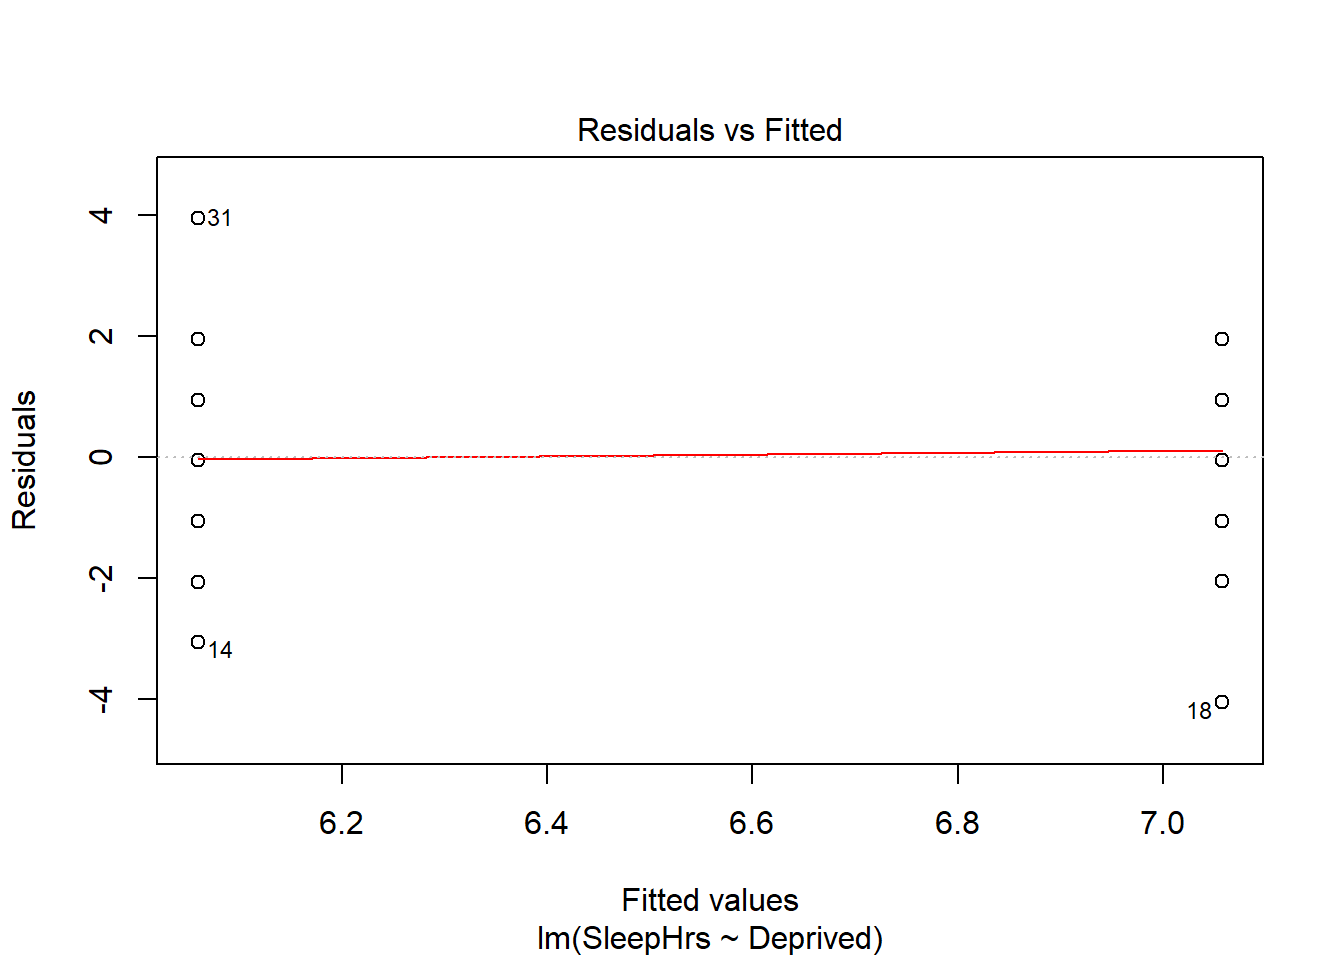 Residuals vs Fitted
Residuals
4
2
0
-2
-4
31
14
18
6.2 6.4 6.6 6.8 7.0
Fitted values
lm(SleepHrs ~ Deprived)